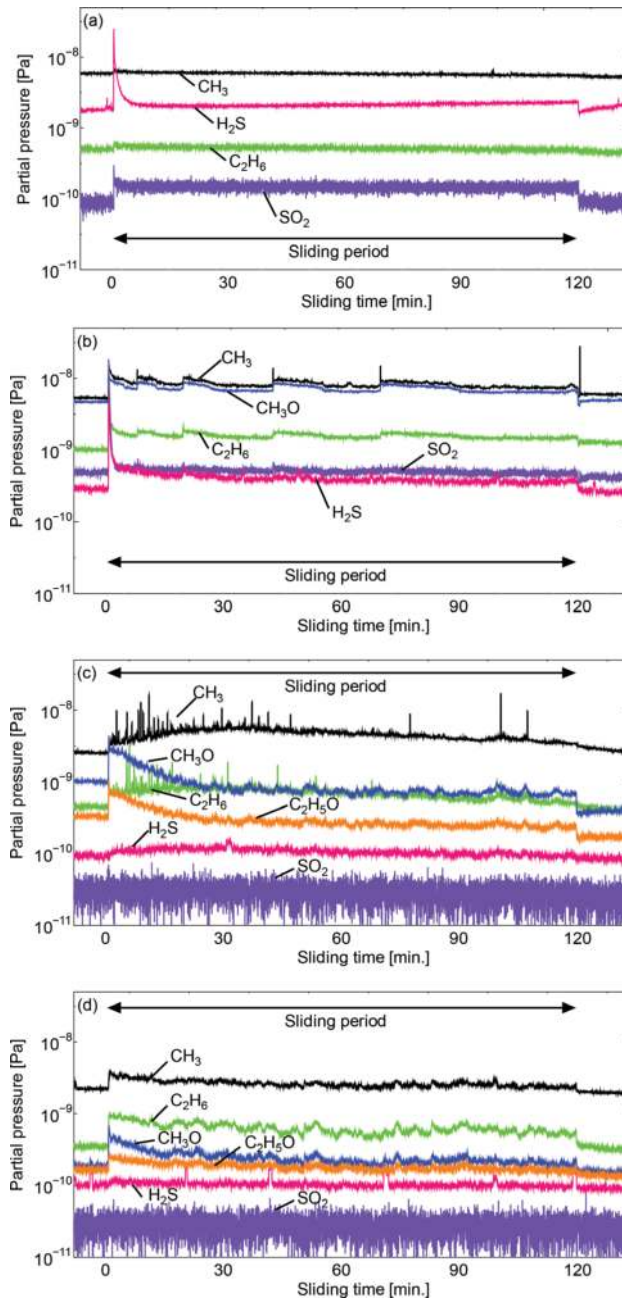 (a)
Partial pressure [Pa]
10⁻⁸
10⁻⁹
10⁻¹⁰
10⁻¹¹
CH₃
H₂S
C₂H₆
SO₂
Sliding period
0 30 60 90 120
Sliding time [min.]
(b)
Partial pressure [Pa]
10⁻⁸
10⁻⁹
10⁻¹⁰
10⁻¹¹
CH₃
CH₃O
C₂H₆
SO₂
H₂S
Sliding period
0 30 60 90 120
Sliding time [min.]
(c)
Sliding period
Partial pressure [Pa]
10⁻⁸
10⁻⁹
10⁻¹⁰
10⁻¹¹
CH₃
CH₃O
C₂H₆
C₂H₅O
H₂S
SO₂
0 30 60 90 120
Sliding time [min.]
(d)
Sliding period
Partial pressure [Pa]
10⁻⁸
10⁻⁹
10⁻¹⁰
10⁻¹¹
CH₃
C₂H₆
CH₃O
C₂H₅O
H₂S
SO₂
0 30 60 90 120
Sliding time [min.]